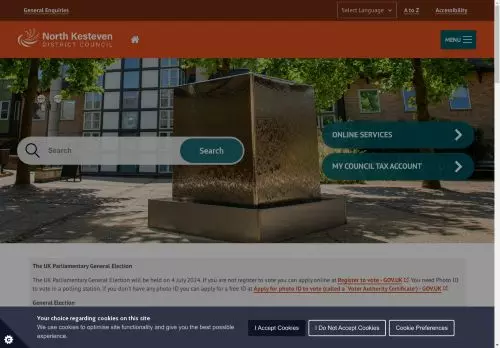 General Enquiries
Select Language
A to Z
Accessibility
North Kesteven
DISTRICT COUNCIL
MENU
Search
Search
ONLINE SERVICES
MY COUNCIL TAX ACCOUNT
The UK Parliamentary General Election
The UK Parliamentary General Election will be held on 4 July 2024. If you are not register to vote you can apply online at Register to vote - GOV.UK You need Photo ID
to vote in a polling station. If you don't have any photo ID you can apply for a free ID at Apply for photo ID to vote (called a 'Voter Authority Certificate') - GOV.UK
General Election
Your choice regarding cookies on this site
We use cookies to optimise site functionality and give you the best possible
experience.
I Accept Cookies
I Do Not Accept Cookies
Cookie Preferences